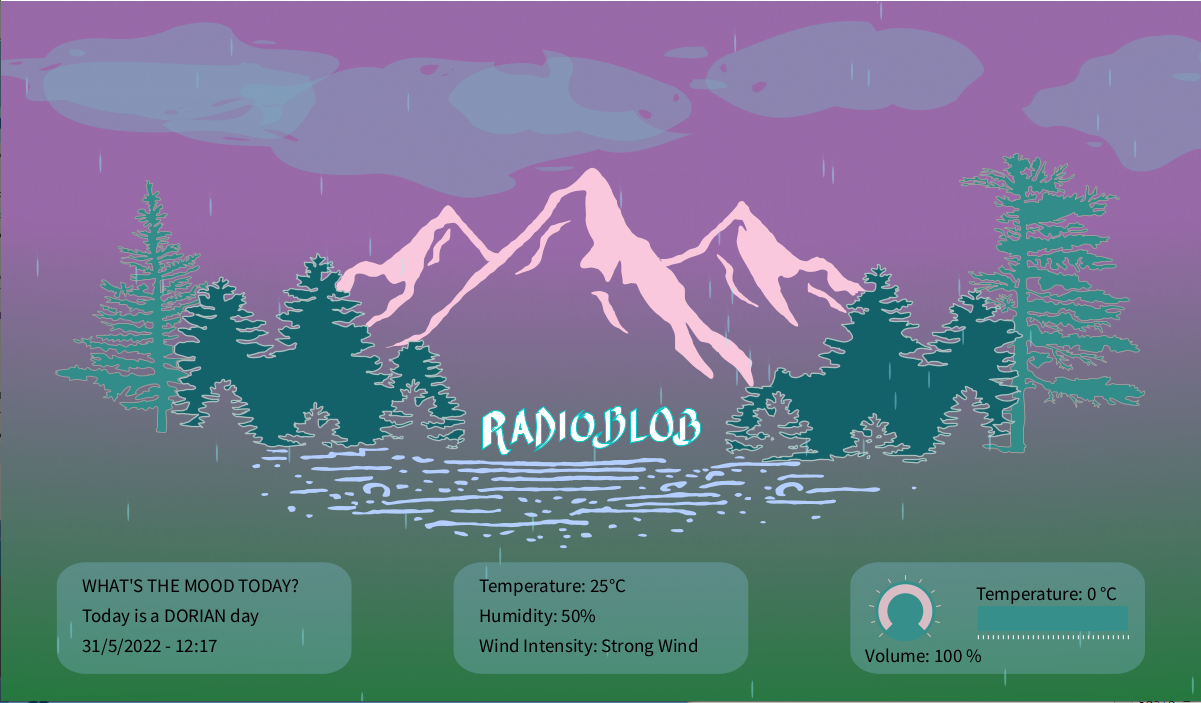 RADIOBLOB
WHAT'S THE MOOD TODAY?
Today is a DORIAN day
31/5/2022 - 12:17
Temperature: 25°C
Humidity: 50%
Wind Intensity: Strong Wind
Temperature: 0 °C
Volume: 100 %